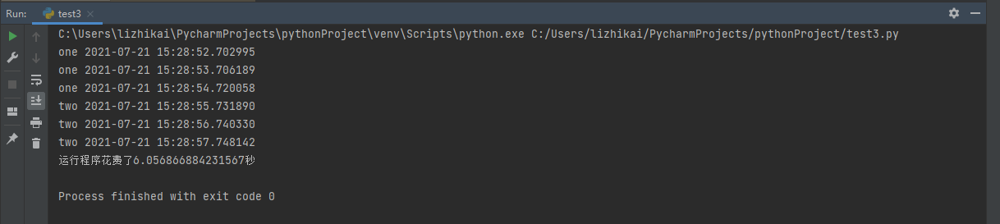 Run: test3
C:\Users\lizhikai\PycharmProjects\pythonProject\venv\Scripts\python.exe C:/Users/lizhikai/PycharmProjects/pythonProject/test3.py
one 2021-07-21 15:28:52.702995
one 2021-07-21 15:28:53.706189
one 2021-07-21 15:28:54.720058
two 2021-07-21 15:28:55.731890
two 2021-07-21 15:28:56.740330
two 2021-07-21 15:28:57.748142
运行程序花费了6.056866884231567秒
Process finished with exit code 0